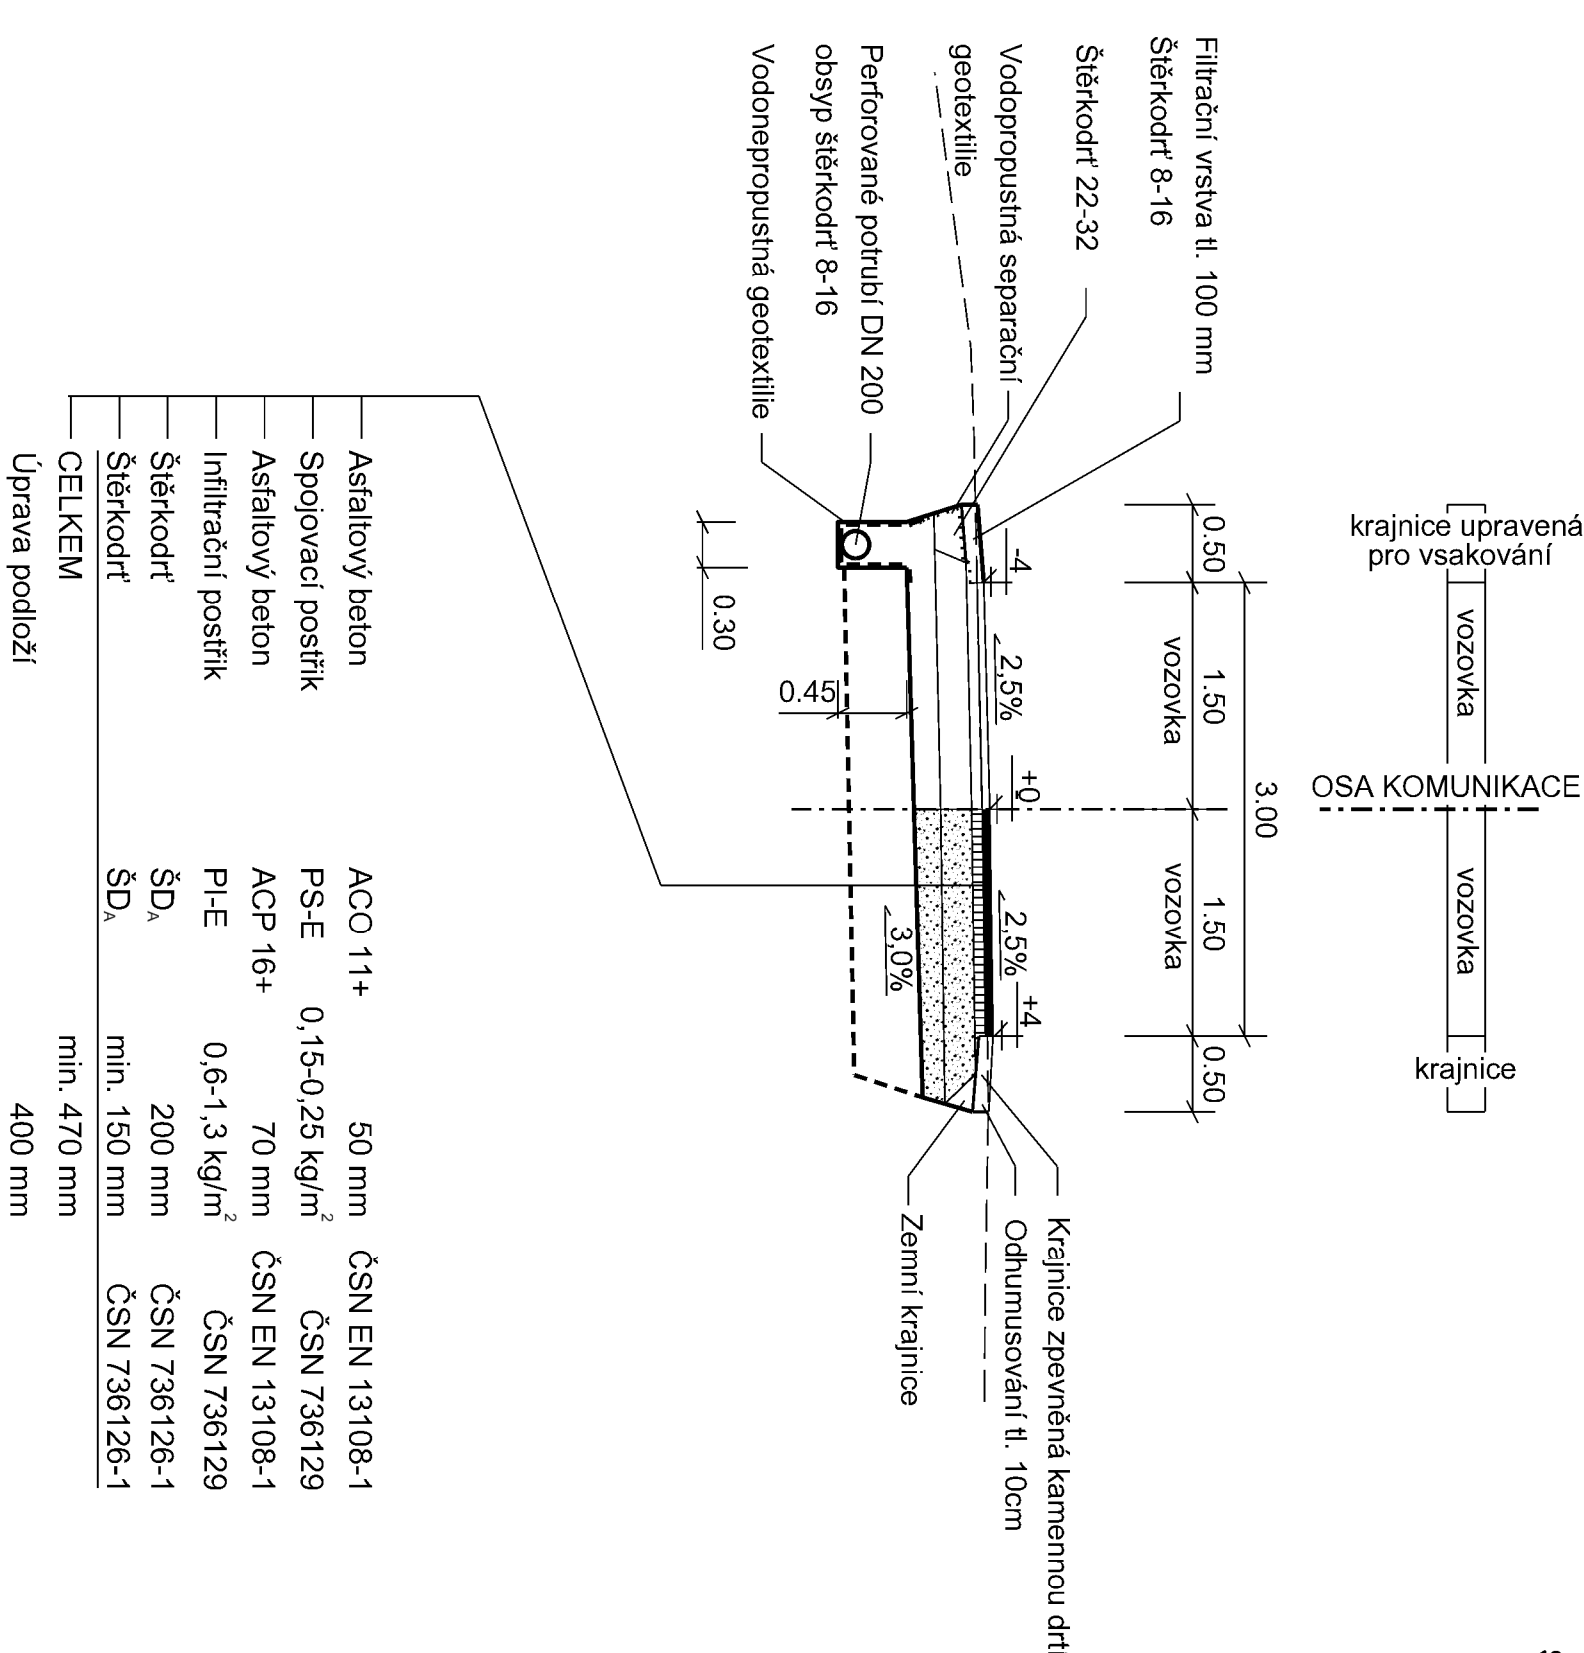 krajnice upravená
pro vsakování
vozovka
OSA KOMUNIKACE
vozovka
krajnice
3.00
0.50
1.50
1.50
0.50
vozovka
vozovka
Filtrační vrstva tl. 100 mm
Štěrkodrť 8-16
Štěrkodrť 22-32
Vodopropustná separační
geotextilie
Perforované potrubí DN 200
obsyp štěrkodrť 8-16
Vodonepropustná geotextilie
-4
2,5%
+0
2,5%
+4
3,0%
0.45
0.30
Krajnice zpevněná kamennou drtí
Odhumusování tl. 10cm
Zemní krajnice
Asfaltový beton ACO 11+ 50 mm ČSN EN 13108-1
Spojovací postřik PS-E 0,15-0,25 kg/m² ČSN 736129
Asfaltový beton ACP 16+ 70 mm ČSN EN 13108-1
Infiltrační postřik PI-E 0,6-1,3 kg/m² ČSN 736129
Štěrkodrť ŠDA 200 mm ČSN 736126-1
Štěrkodrť ŠDA min. 150 mm ČSN 736126-1
CELKEM min. 470 mm
Úprava podloží 400 mm